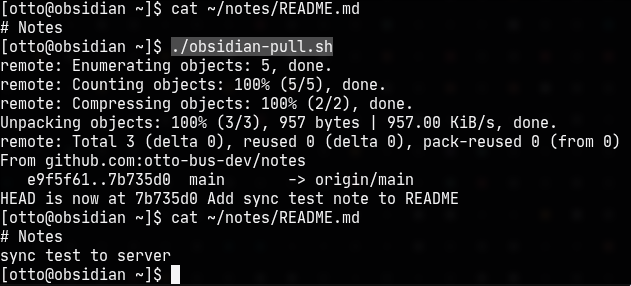 [otto@obsidian ~]$ cat ~/notes/README.md
# Notes
[otto@obsidian ~]$ ./obsidian-pull.sh
remote: Enumerating objects: 5, done.
remote: Counting objects: 100% (5/5), done.
remote: Compressing objects: 100% (2/2), done.
Unpacking objects: 100% (3/3), 957 bytes | 957.00 KiB/s, done.
remote: Total 3 (delta 0), reused 0 (delta 0), pack-reused 0 (from 0)
From github.com:otto-bus-dev/notes
   e9f5f61..7b735d0  main       -> origin/main
HEAD is now at 7b735d0 Add sync test note to README
[otto@obsidian ~]$ cat ~/notes/README.md
# Notes
sync test to server
[otto@obsidian ~]$